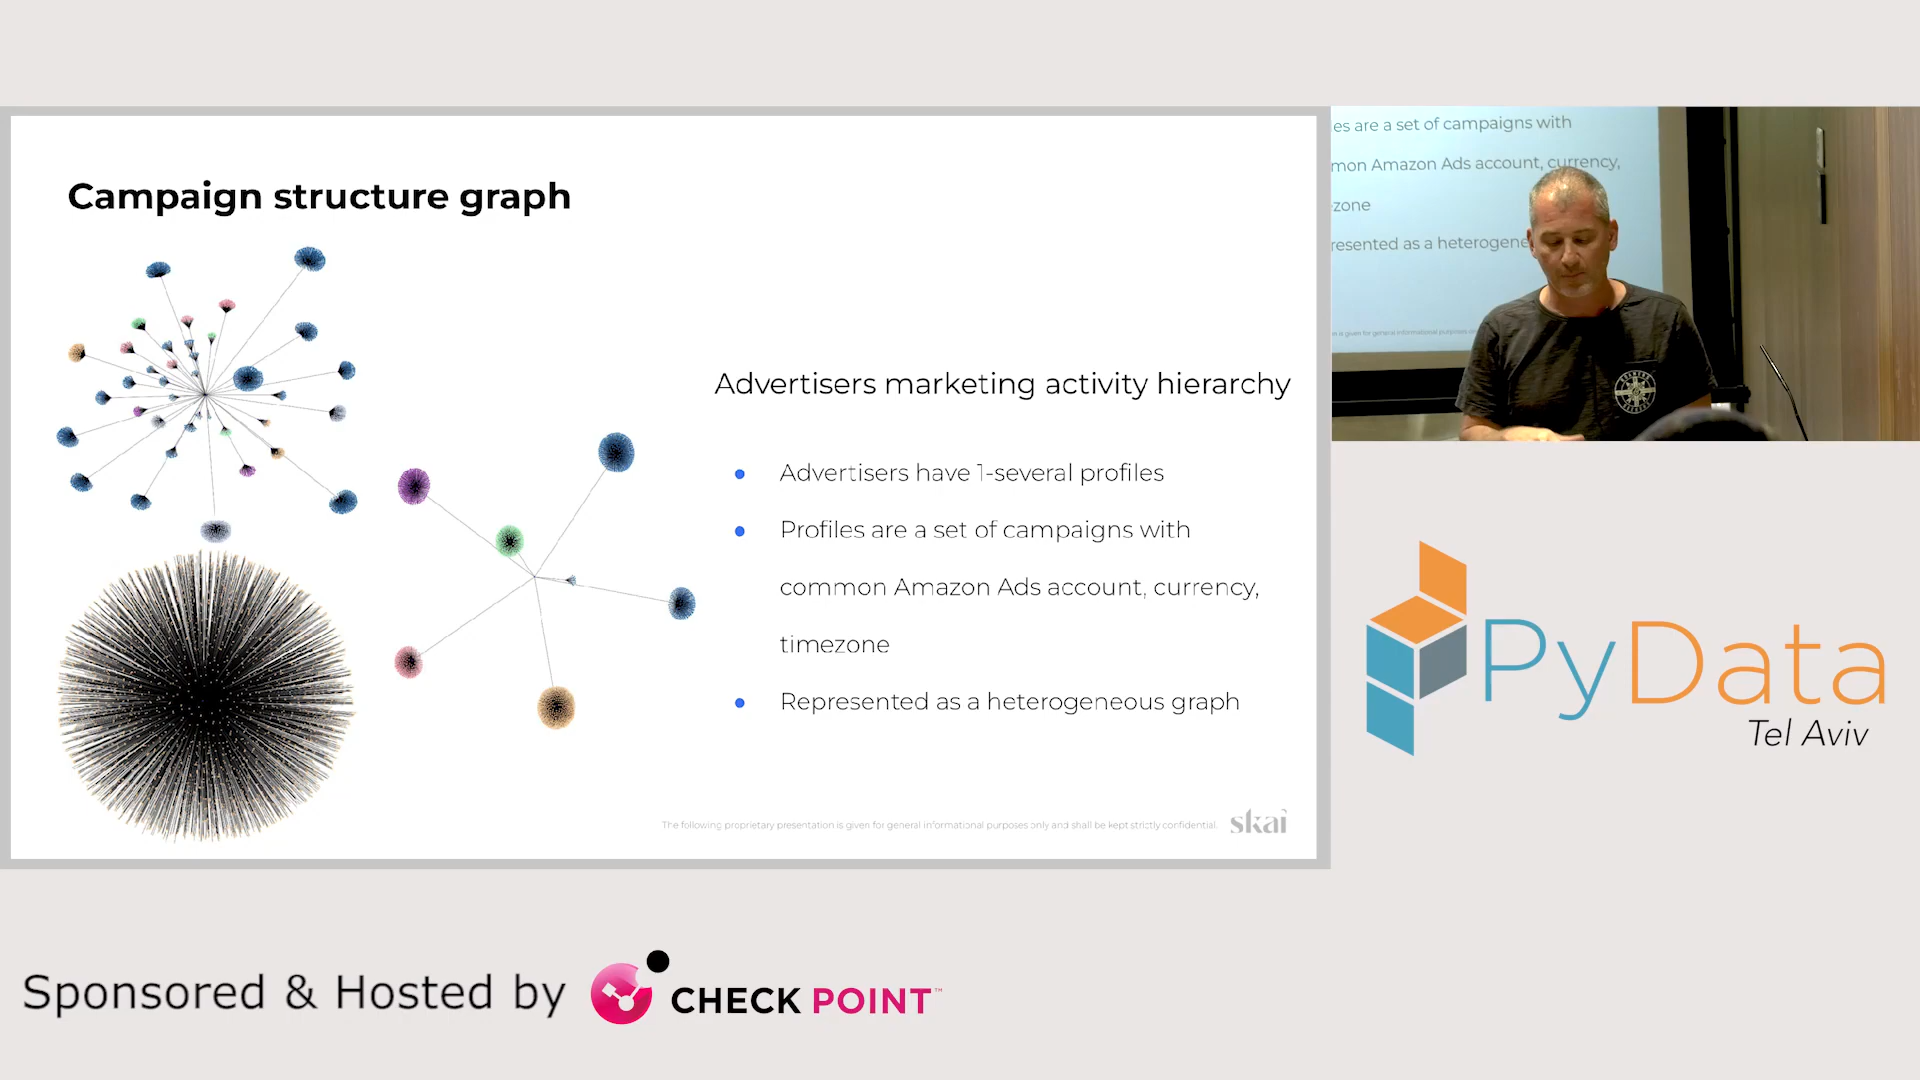 Campaign structure graph
Advertisers marketing activity hierarchy
Advertisers have 1-several profiles
Profiles are a set of campaigns with
common Amazon Ads account, currency,
timezone
Represented as a heterogeneous graph
The following proprietary presentation is given for general informational purposes only and shall be kept strictly confidential.
skai
es are a set of campaigns with
mon Amazon Ads account, currency,
zone
resented as a heterogene
PyData
Tel Aviv
Sponsored & Hosted by
CHECK POINT™